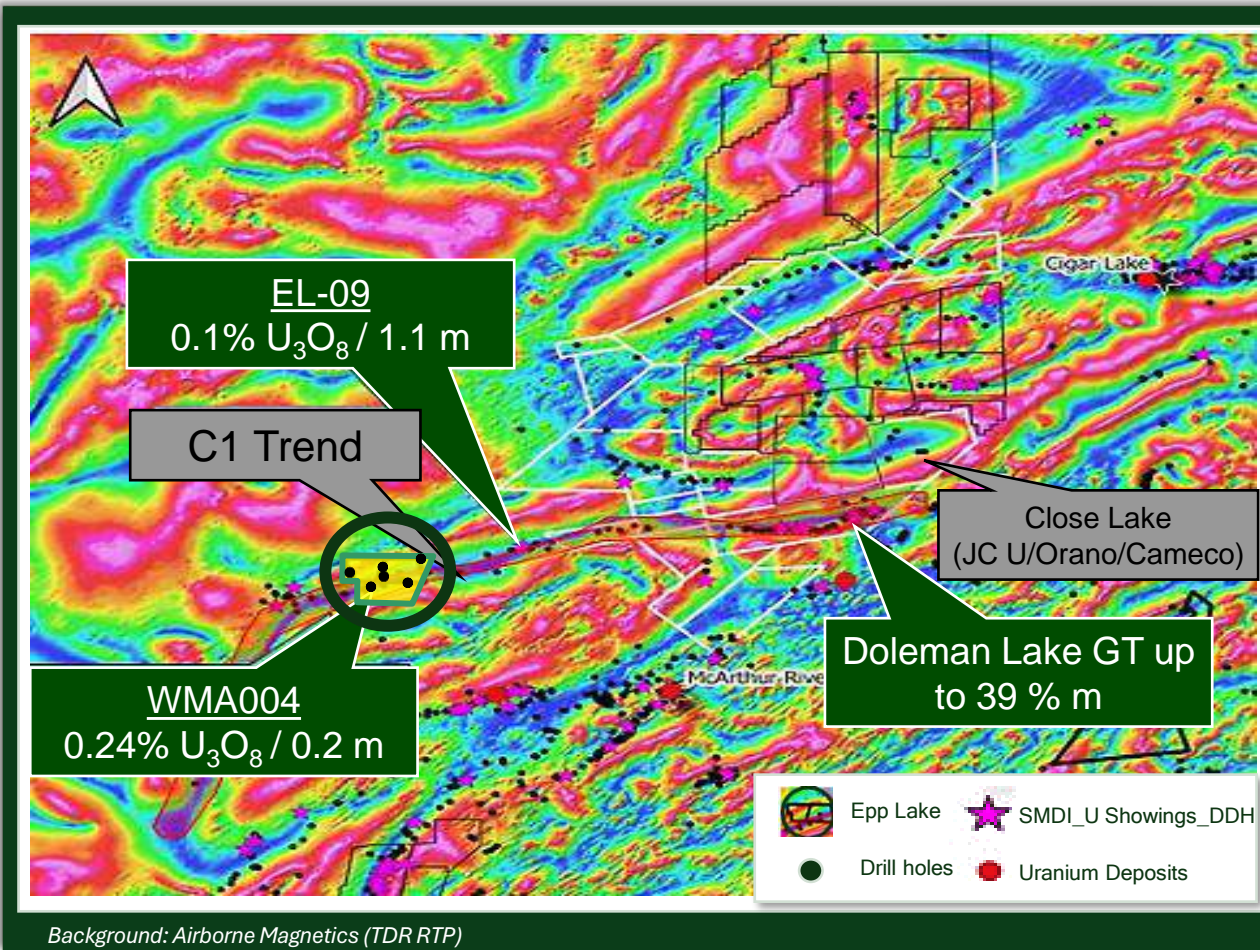 Cigar Lake
EL-09
0.1% U₃O₈ / 1.1 m
C1 Trend
Close Lake
(JC U/Orano/Cameco)
Doleman Lake GT up
to 39 % m
McArthur Rive
WMA004
0.24% U₃O₈ / 0.2 m
Epp Lake
SMDI_U Showings_DDH
Drill holes
Uranium Deposits
Background: Airborne Magnetics (TDR RTP)